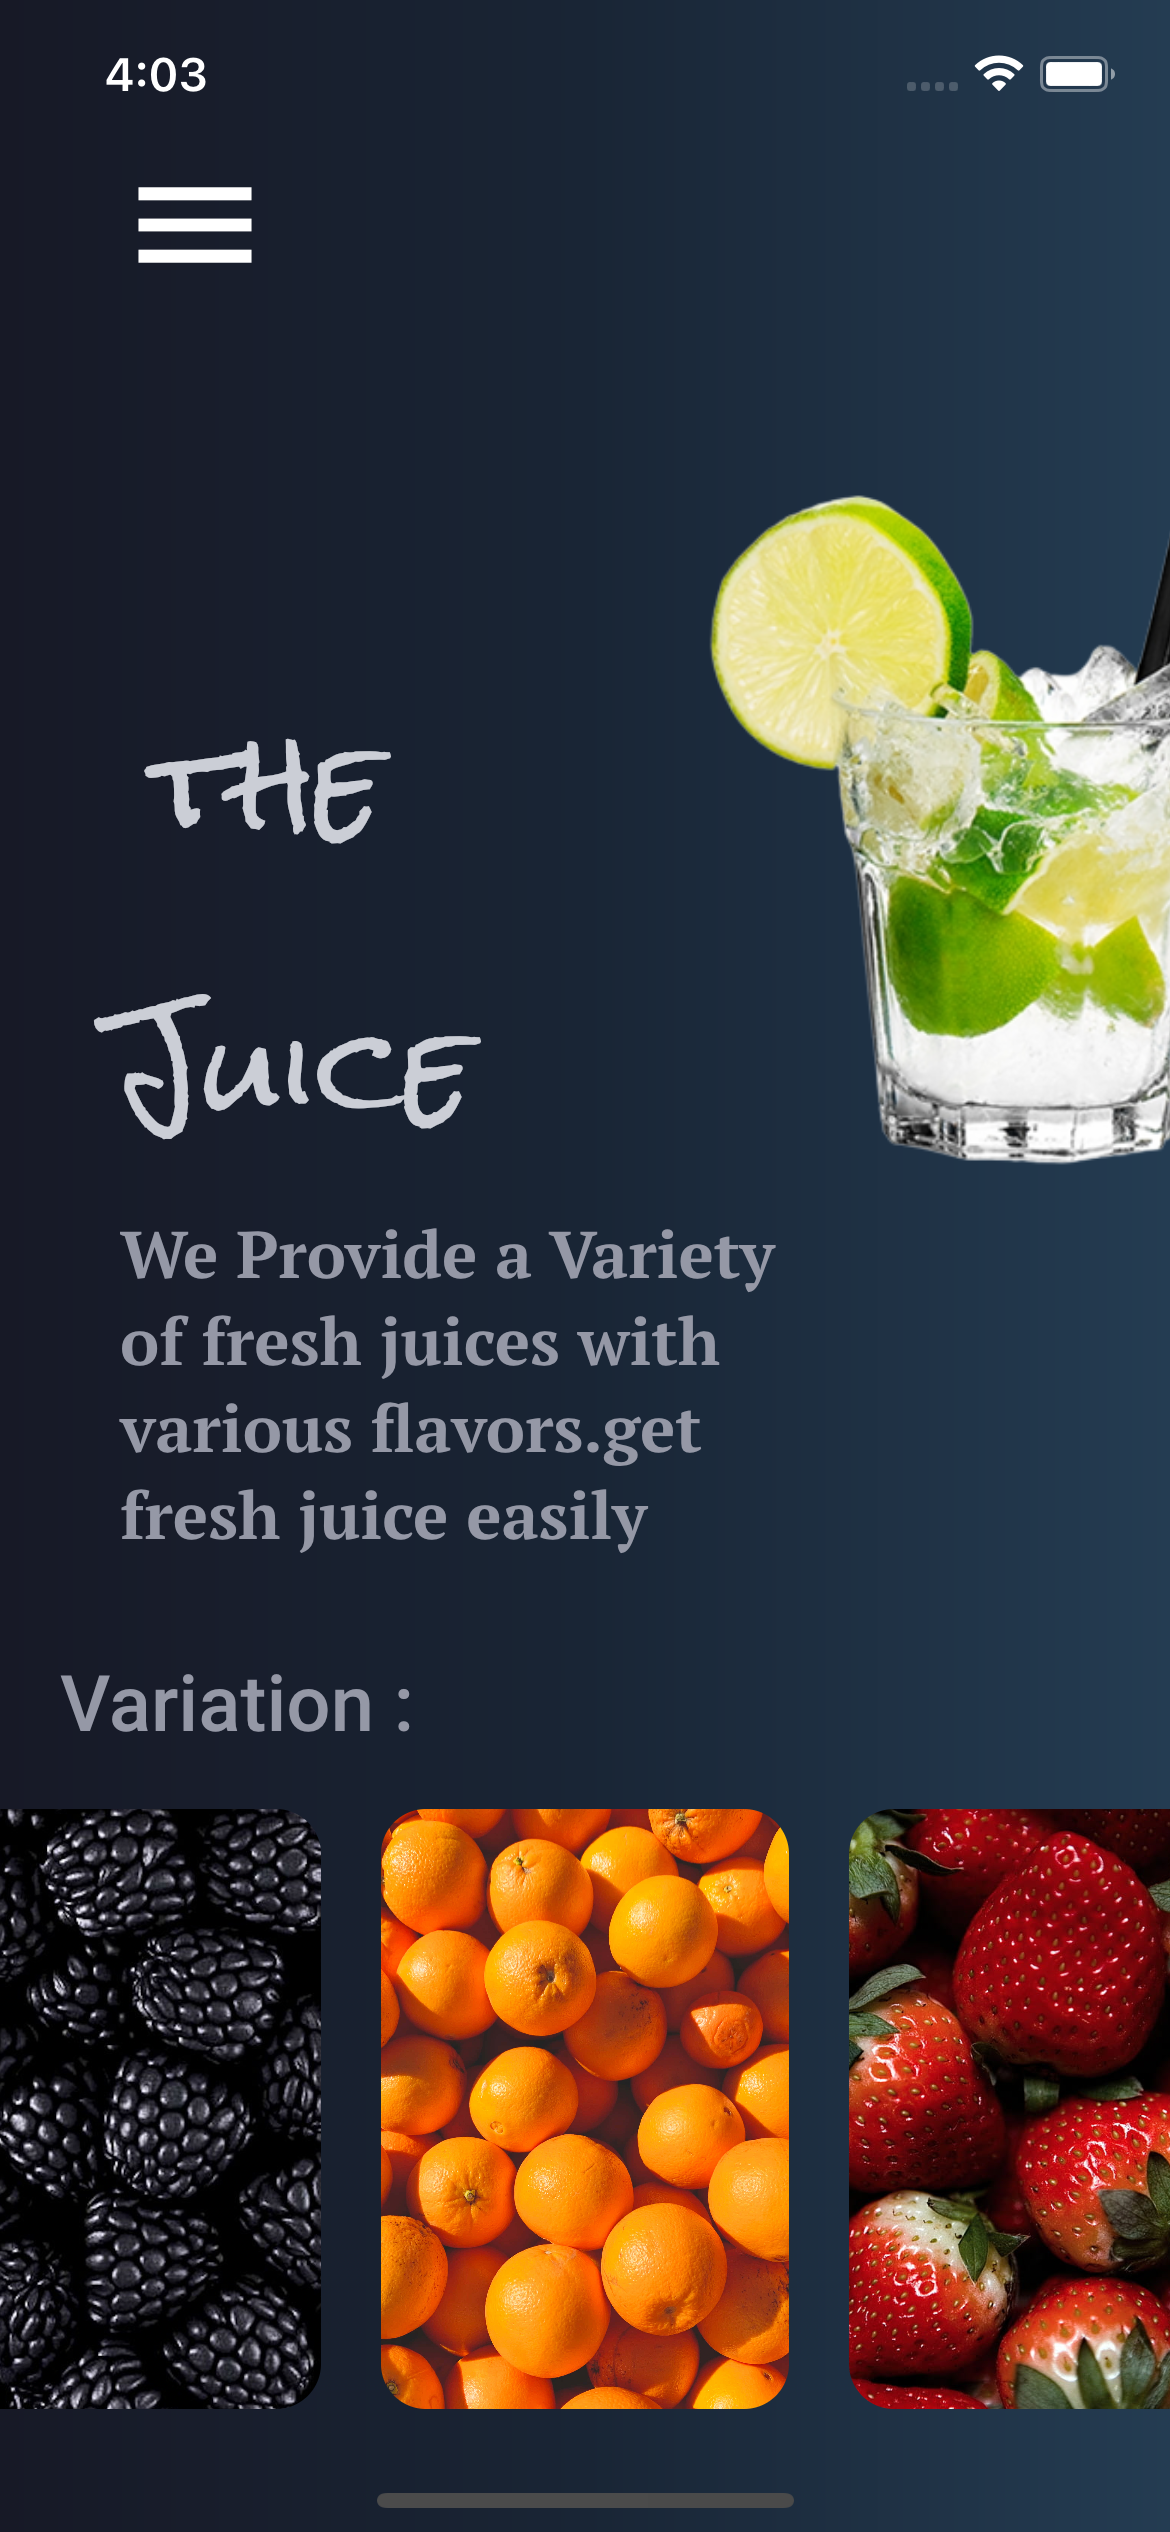 4:03
THE
JUICE
We Provide a Variety
of fresh juices with
various flavors.get
fresh juice easily
Variation :